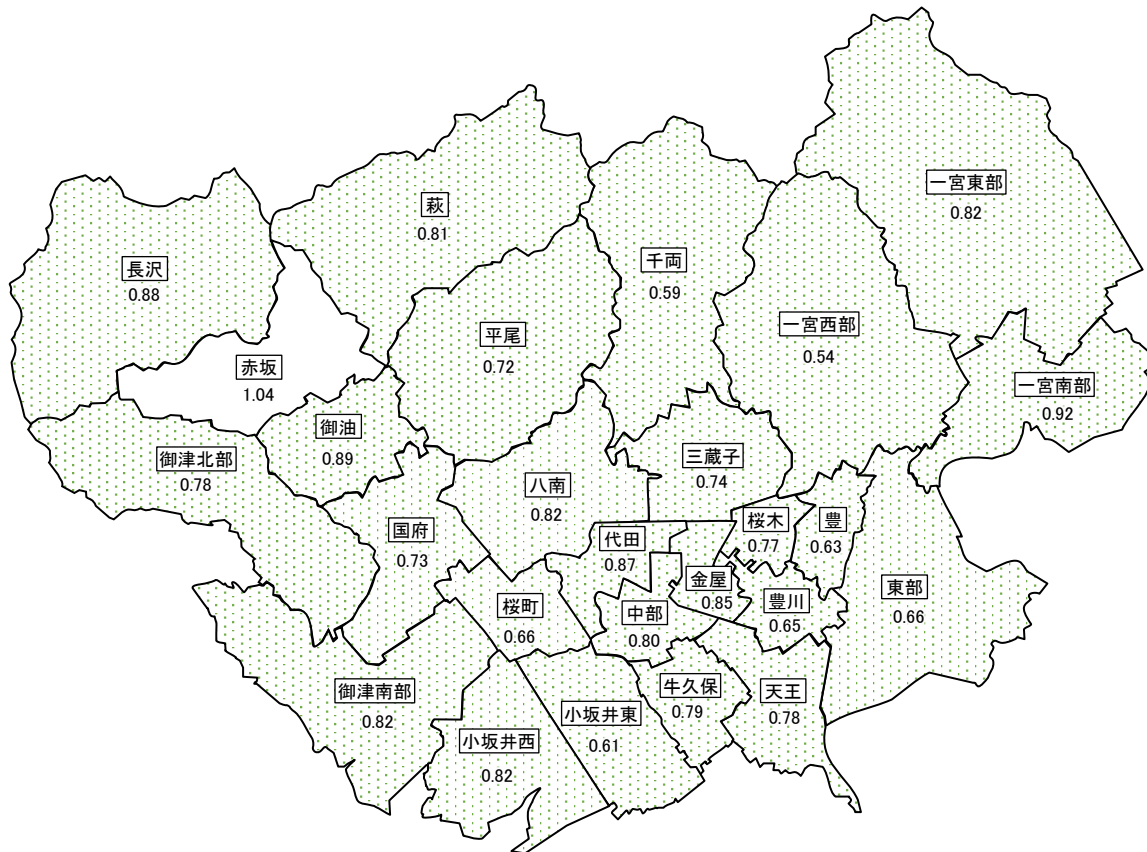 一宮東部
0.82
萩
0.81
千両
0.59
長沢
0.88
一宮西部
0.54
平尾
0.72
赤坂
1.04
一宮南部
0.92
御油
0.89
御津北部
0.78
三蔵子
0.74
八南
0.82
桜木
0.77
豊
0.63
国府
0.73
代田
0.87
金屋
0.85
東部
0.66
豊川
0.65
桜町
0.66
中部
0.80
御津南部
0.82
牛久保
0.79
天王
0.78
小坂井東
0.61
小坂井西
0.82